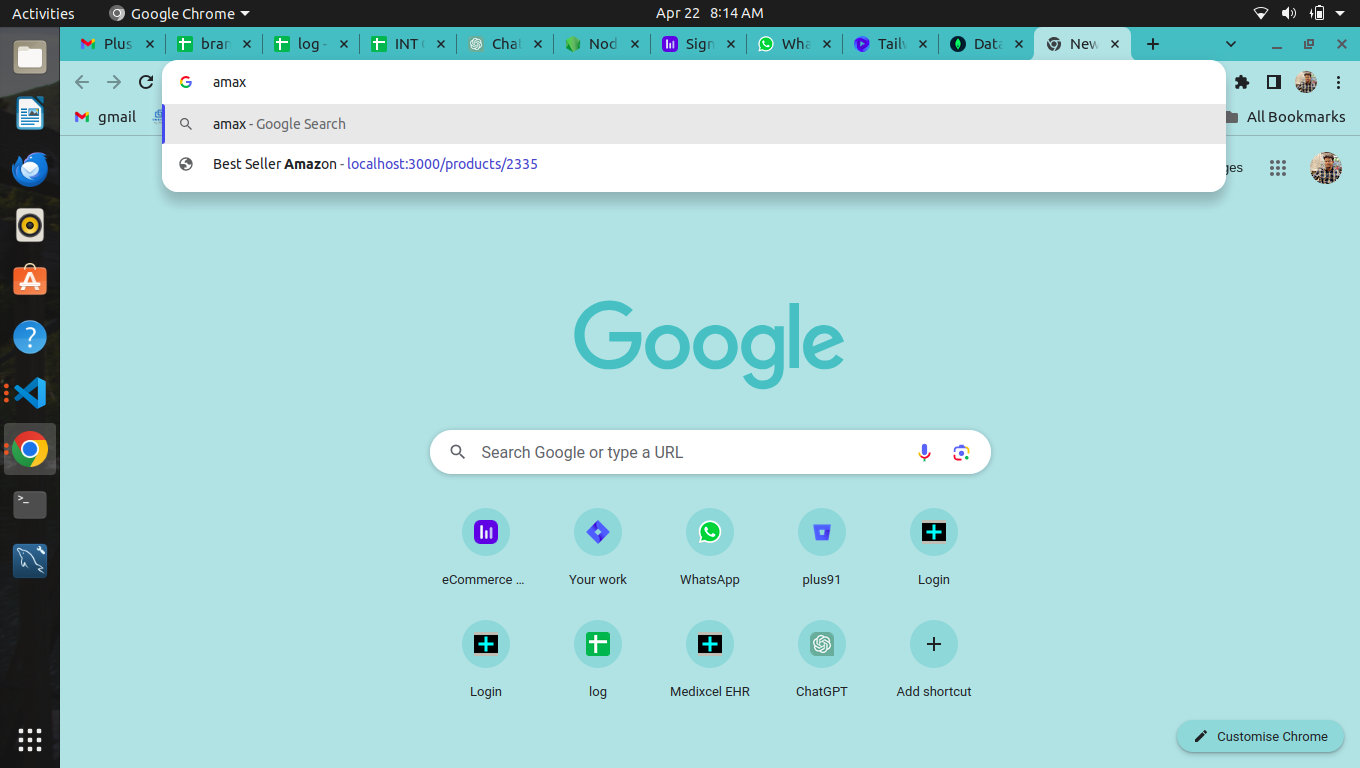 Activities Google Chrome Apr 22 8:14 AM
Plus bran log - INT Chat Nod Sign Wha Tailw Data New
amax
gmail All Bookmarks
amax - Google Search
Best Seller Amazon - localhost:3000/products/2335
ges
Google
Search Google or type a URL
eCommerce ... Your work WhatsApp plus91 Login
Login log Medixcel EHR ChatGPT Add shortcut
Customise Chrome